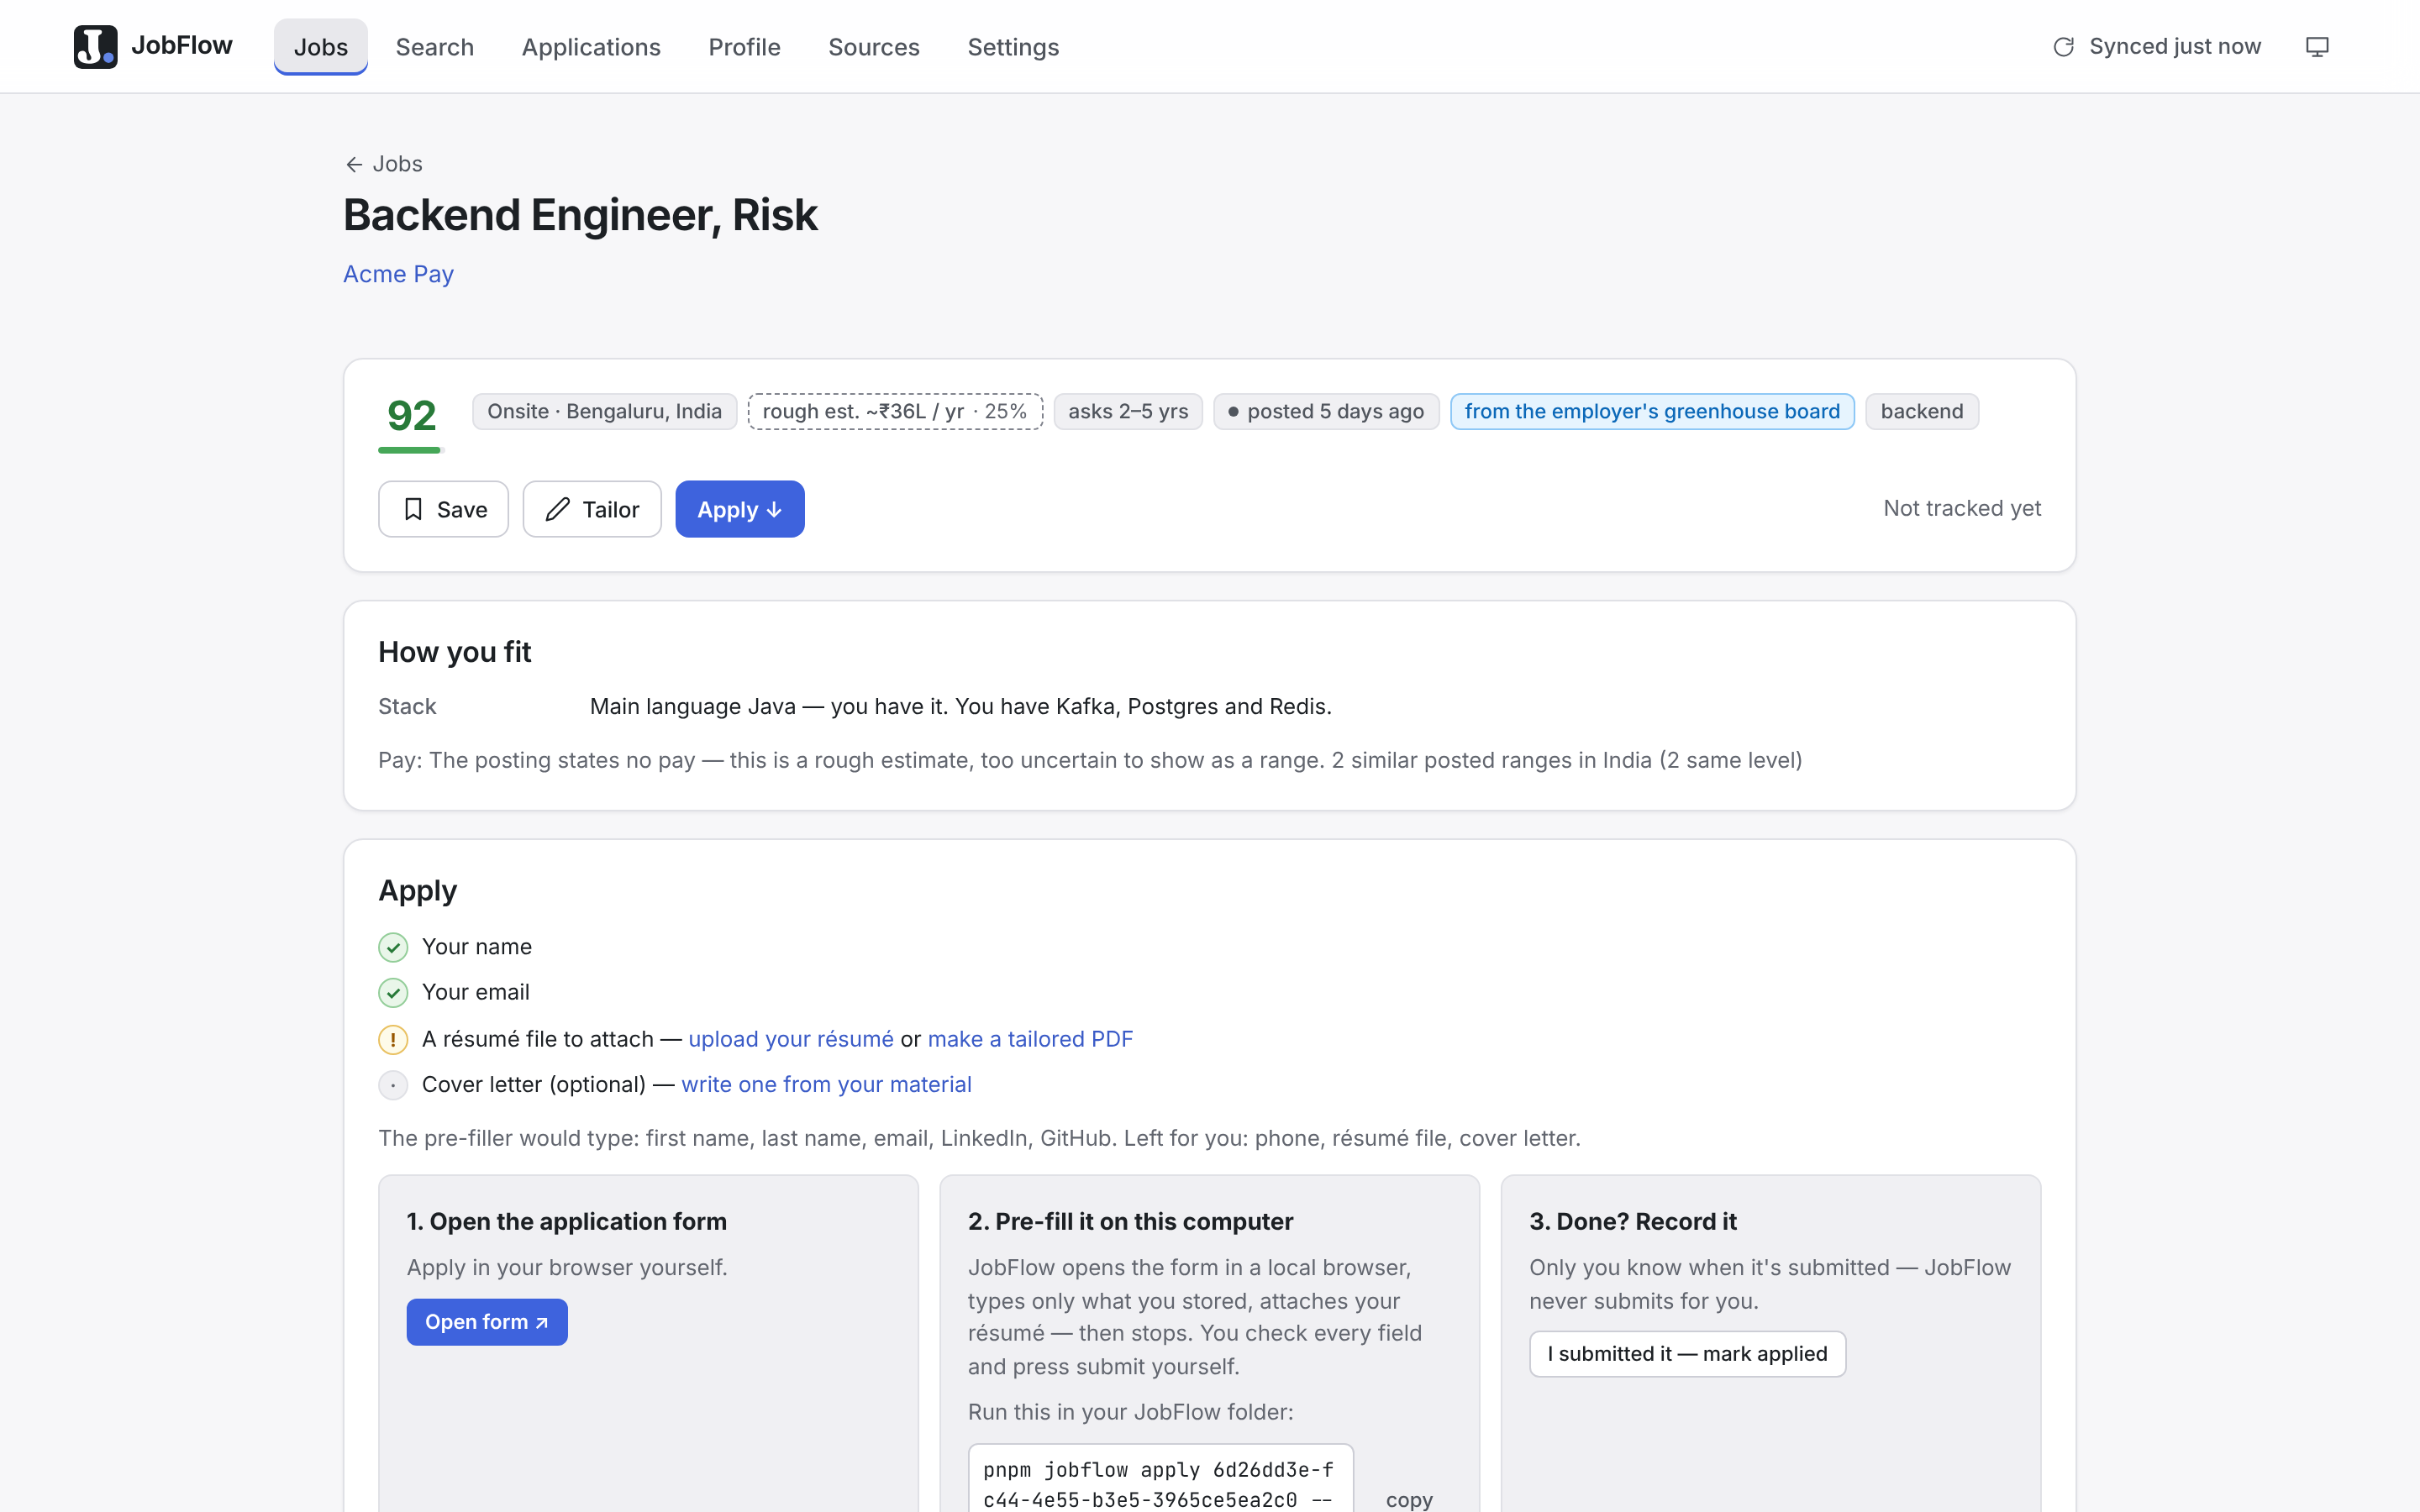 JobFlow
Jobs
Search
Applications
Profile
Sources
Settings
Synced just now
← Jobs
Backend Engineer, Risk
Acme Pay
92
Onsite · Bengaluru, India
rough est. ~₹36L / yr · 25%
asks 2–5 yrs
posted 5 days ago
from the employer's greenhouse board
backend
Save
Tailor
Apply ↓
Not tracked yet
How you fit
Stack
Main language Java — you have it. You have Kafka, Postgres and Redis.
Pay: The posting states no pay — this is a rough estimate, too uncertain to show as a range. 2 similar posted ranges in India (2 same level)
Apply
Your name
Your email
A résumé file to attach — upload your résumé or make a tailored PDF
Cover letter (optional) — write one from your material
The pre-filler would type: first name, last name, email, LinkedIn, GitHub. Left for you: phone, résumé file, cover letter.
1. Open the application form
Apply in your browser yourself.
Open form ↗
2. Pre-fill it on this computer
JobFlow opens the form in a local browser,
types only what you stored, attaches your
résumé — then stops. You check every field
and press submit yourself.
Run this in your JobFlow folder:
pnpm jobflow apply 6d26dd3e-f
c44-4e55-b3e5-3965ce5ea2c0 --
copy
3. Done? Record it
Only you know when it's submitted — JobFlow
never submits for you.
I submitted it — mark applied